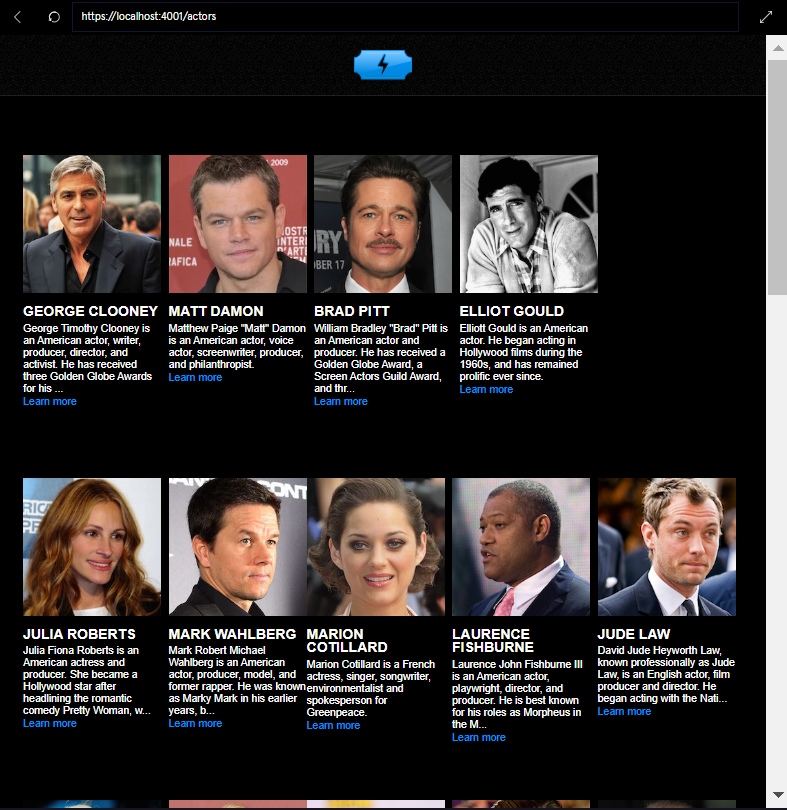 https://localhost:4001/actors
2009
NALE
RAFICA
MOSTR
INTER
D'ART
RY
OBER 17
GEORGE CLOONEY
George Timothy Clooney is
an American actor, writer,
producer, director, and
activist. He has received
three Golden Globe Awards
for his ...
Learn more
MATT DAMON
Matthew Paige "Matt" Damon
is an American actor, voice
actor, screenwriter, producer,
and philanthropist.
Learn more
BRAD PITT
William Bradley "Brad" Pitt is
an American actor and
producer. He has received a
Golden Globe Award, a
Screen Actors Guild Award,
and thr...
Learn more
ELLIOT GOULD
Elliott Gould is an American
actor. He began acting in
Hollywood films during the
1960s, and has remained
prolific ever since.
Learn more
JULIA ROBERTS
Julia Fiona Roberts is an
American actress and
producer. She became a
Hollywood star after
headlining the romantic
comedy Pretty Woman, w...
Learn more
MARK WAHLBERG
Mark Robert Michael
Wahlberg is an American
actor, producer, model, and
former rapper. He was known
as Marky Mark in his earlier
years, b...
Learn more
MARION
COTILLARD
Marion Cotillard is a French
actress, singer, songwriter,
environmentalist and
spokesperson for
Greenpeace.
Learn more
LAURENCE
FISHBURNE
Laurence John Fishburne III
is an American actor,
playwright, director, and
producer. He is best known
for his roles as Morpheus in
the M...
Learn more
JUDE LAW
David Jude Heyworth Law,
known professionally as Jude
Law, is an English actor, film
producer and director. He
began acting with the Nati...
Learn more